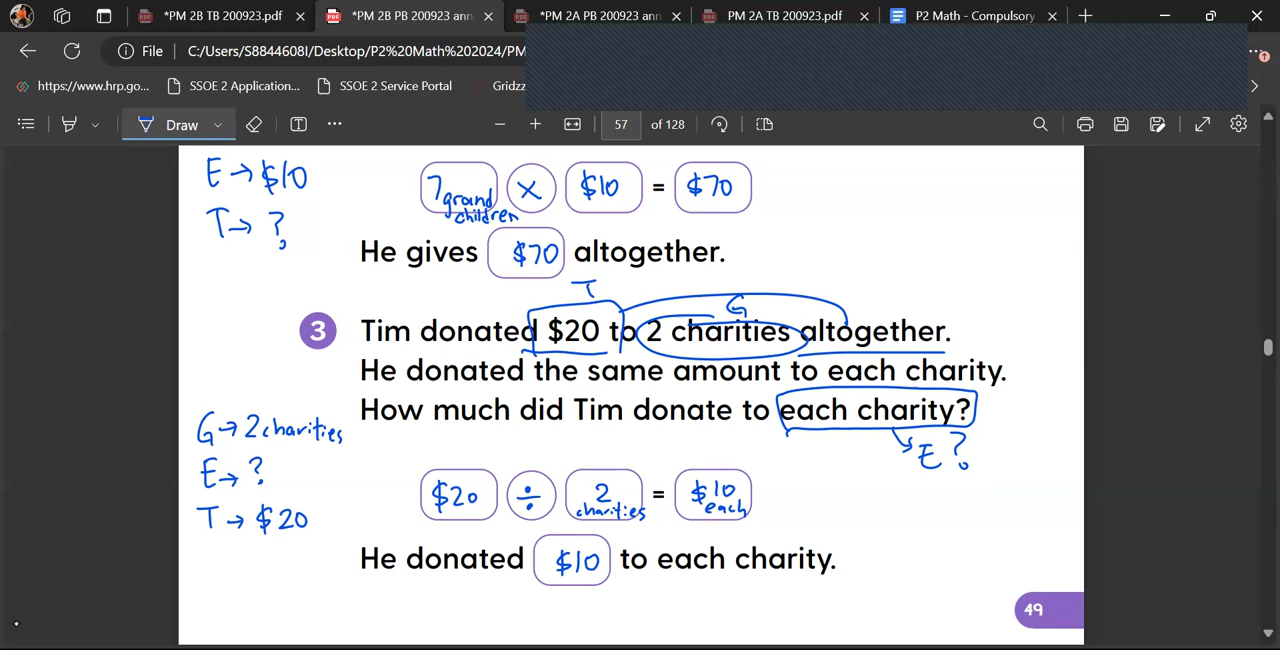 *PM 2B TB 200923.pdf
*PM 2B PB 200923 ann
*PM 2A PB 200923 ann
PM 2A TB 200923.pdf
P2 Math - Compulsory
File
C:/Users/S8844608I/Desktop/P2%20Math%202024/PM
https://www.hrp.go...
SSOE 2 Application...
SSOE 2 Service Portal
Gridzz
Draw
57 of 128
E → $10
T → ?
7 grand children × $10 = $70
He gives $70 altogether.
T
G
3 Tim donated $20 to 2 charities altogether.
He donated the same amount to each charity.
How much did Tim donate to each charity?
E ?
G → 2 charities
E → ?
T → $20
$20 ÷ 2 charities = $10 each
He donated $10 to each charity.
49